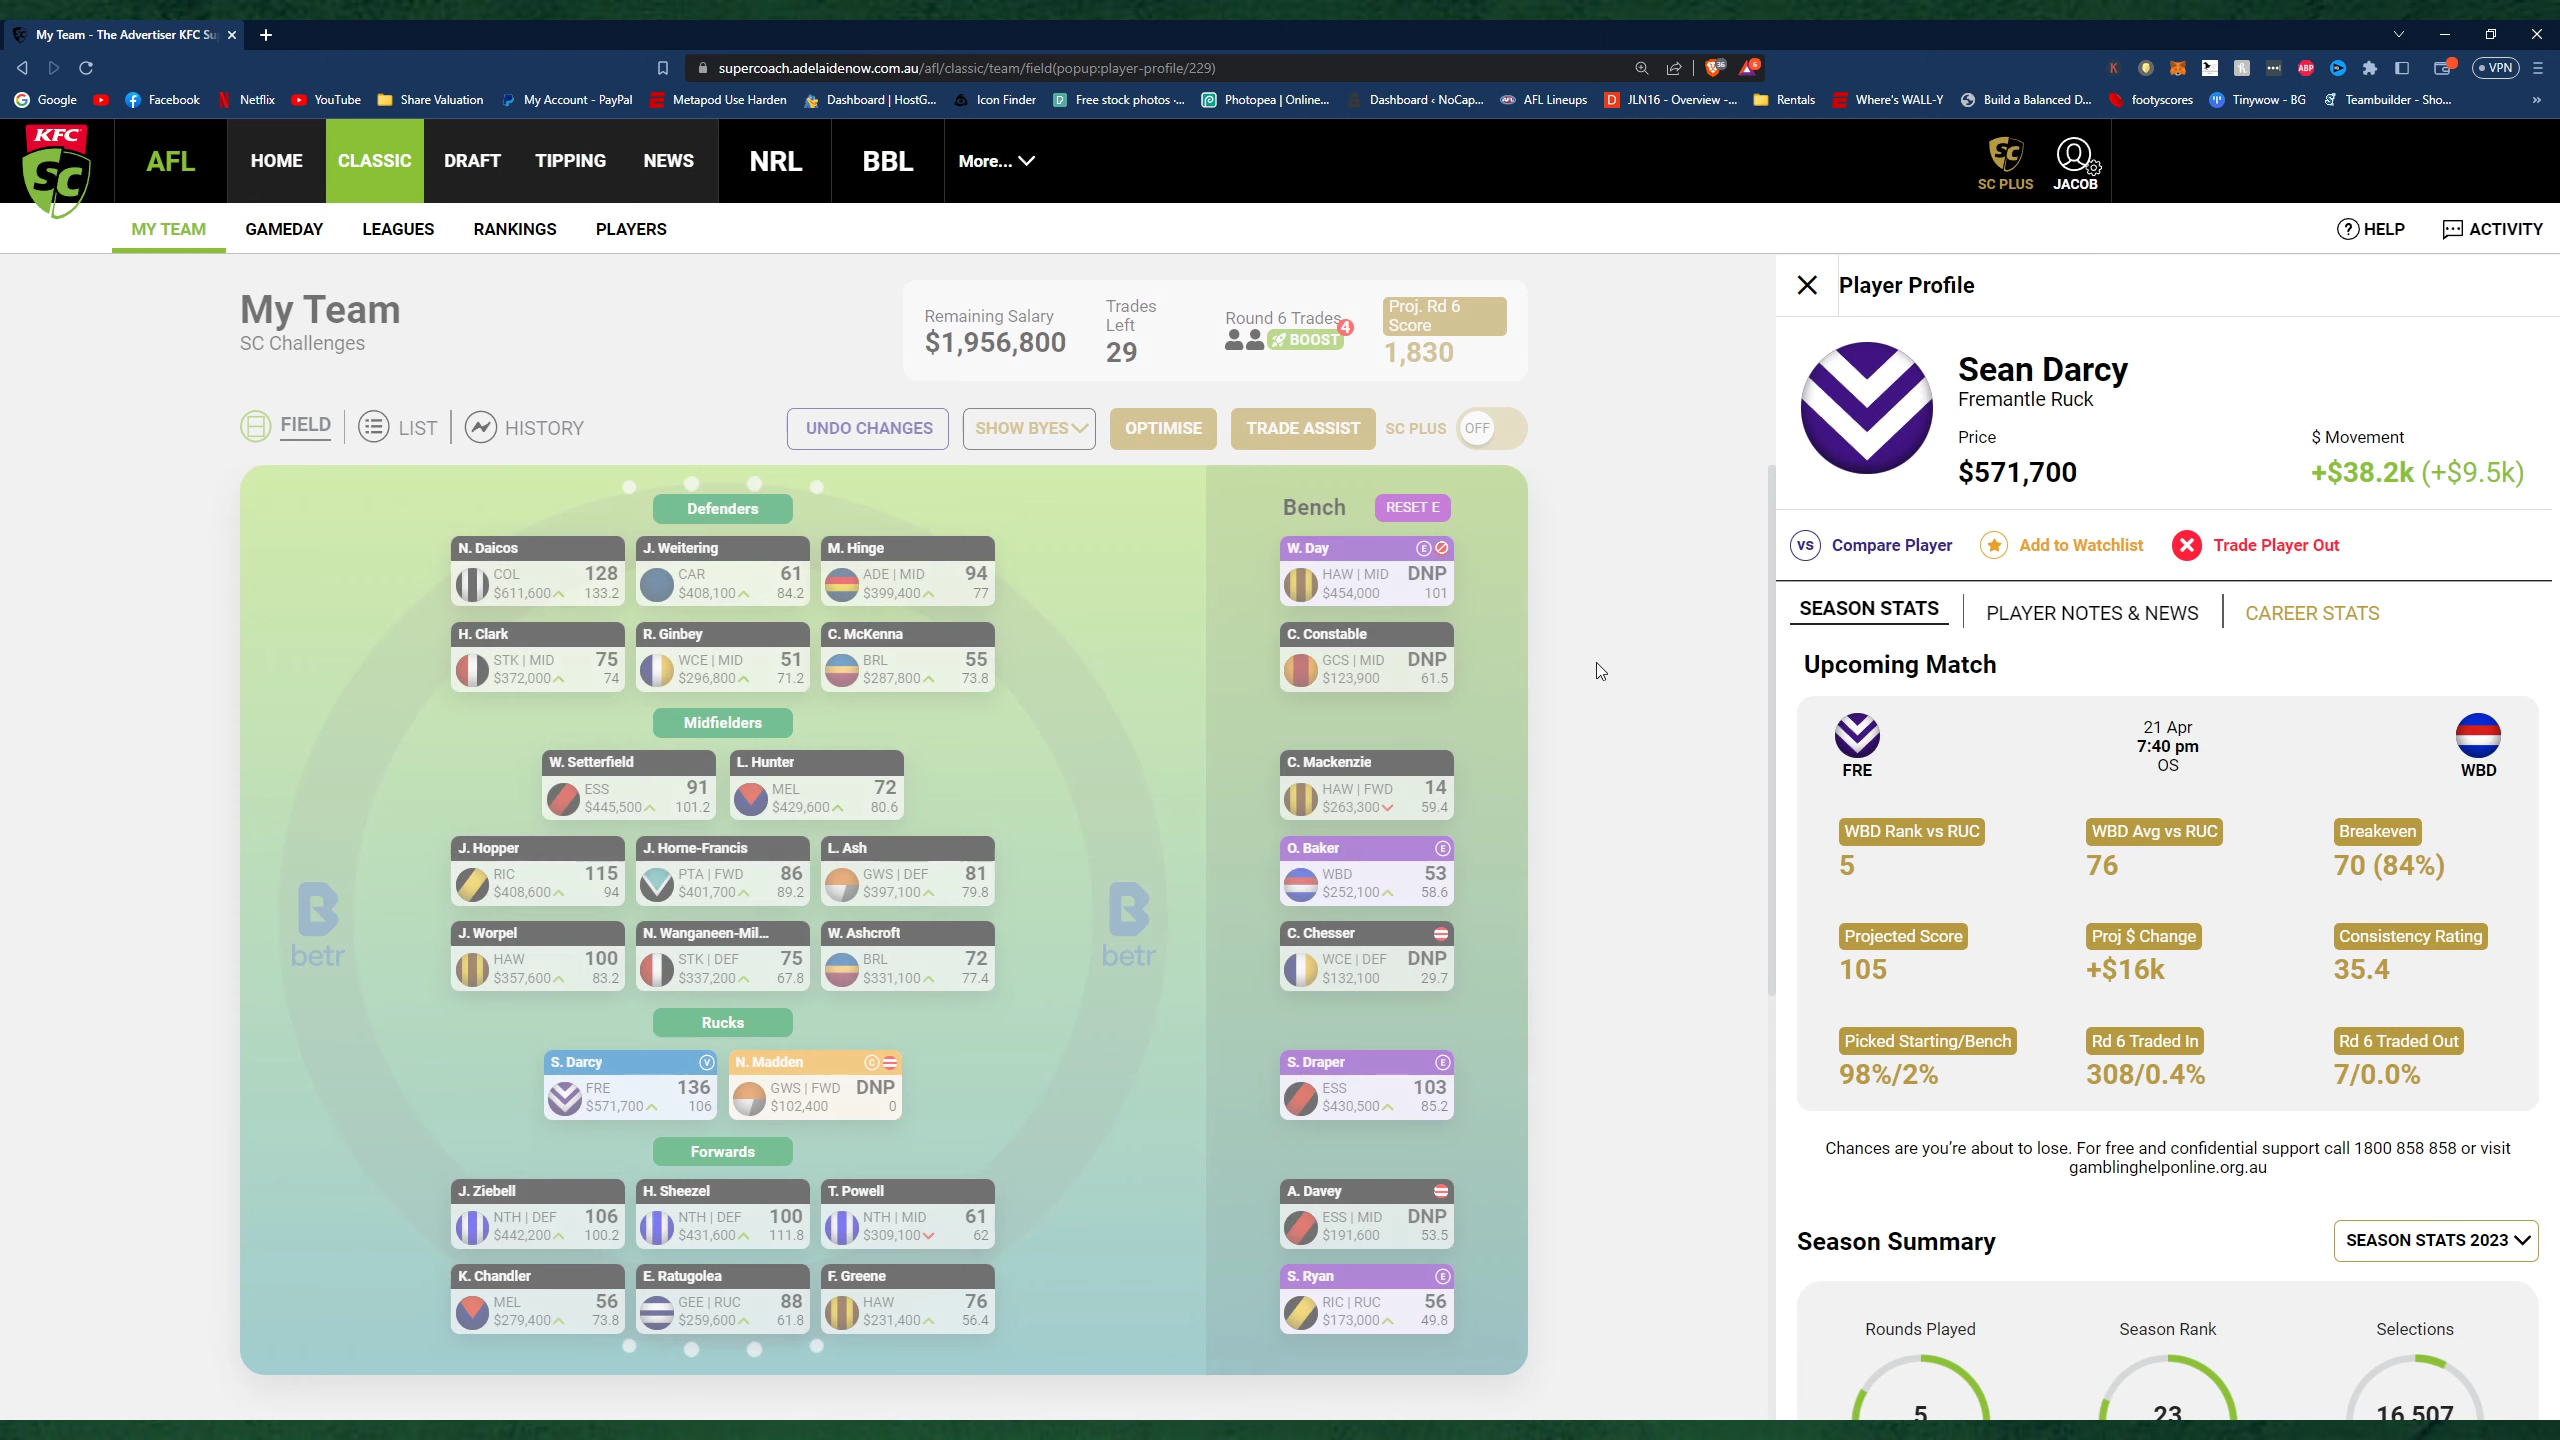 My Team - The Advertiser KFC Su
supercoach.adelaidenow.com.au/afl/classic/team/field(popup:player-profile/229)
VPN
Google
Facebook
Netflix
YouTube
Share Valuation
My Account - PayPal
Metapod Use Harden
Dashboard | HostG...
Icon Finder
Free stock photos -...
Photopea | Online...
Dashboard ‹ NoCap...
AFL Lineups
JLN16 - Overview -...
Rentals
Where's WALL-Y
Build a Balanced D...
footyscores
Tinywow - BG
Teambuilder - Sho...
KFC
SC
AFL
HOME
CLASSIC
DRAFT
TIPPING
NEWS
NRL
BBL
More...
SC PLUS
JACOB
MY TEAM
GAMEDAY
LEAGUES
RANKINGS
PLAYERS
HELP
ACTIVITY
My Team
SC Challenges
Remaining Salary
$1,956,800
Trades
Left
29
Round 6 Trades
BOOST
4
Proj. Rd 6
Score
1,830
FIELD
LIST
HISTORY
UNDO CHANGES
SHOW BYES
OPTIMISE
TRADE ASSIST
SC PLUS
OFF
Defenders
Bench
RESET E
N. Daicos
COL 128
$611,600 133.2
J. Weitering
CAR 61
$408,100 84.2
M. Hinge
ADE | MID 94
$399,400 77
W. Day E
HAW | MID DNP
$454,000 101
H. Clark
STK | MID 75
$372,000 74
R. Ginbey
WCE | MID 51
$296,800 71.2
C. McKenna
BRL 55
$287,800 73.8
C. Constable
GCS | MID DNP
$123,900 61.5
Midfielders
W. Setterfield
ESS 91
$445,500 101.2
L. Hunter
MEL 72
$429,600 80.6
C. Mackenzie
HAW | FWD 14
$263,300 59.4
J. Hopper
RIC 115
$408,600 94
J. Horne-Francis
PTA | FWD 86
$401,700 89.2
L. Ash
GWS | DEF 81
$397,100 79.8
O. Baker E
WBD 53
$252,100 58.6
J. Worpel
HAW 100
$357,600 83.2
N. Wanganeen-Mil...
STK | DEF 75
$337,200 67.8
W. Ashcroft
BRL 72
$331,100 77.4
C. Chesser
WCE | DEF DNP
$132,100 29.7
betr
betr
Rucks
S. Darcy V
FRE 136
$571,700 106
N. Madden C
GWS | FWD DNP
$102,400 0
S. Draper E
ESS 103
$430,500 85.2
Forwards
J. Ziebell
NTH | DEF 106
$442,200 100.2
H. Sheezel
NTH | DEF 100
$431,600 111.8
T. Powell
NTH | MID 61
$309,100 62
A. Davey
ESS | MID DNP
$191,600 53.5
K. Chandler
MEL 56
$279,400 73.8
E. Ratugolea
GEE | RUC 88
$259,600 61.8
F. Greene
HAW 76
$231,400 56.4
S. Ryan E
RIC | RUC 56
$173,000 49.8
Player Profile
Sean Darcy
Fremantle Ruck
Price
$571,700
$ Movement
+$38.2k (+$9.5k)
VS Compare Player
Add to Watchlist
Trade Player Out
SEASON STATS
PLAYER NOTES & NEWS
CAREER STATS
Upcoming Match
FRE
21 Apr
7:40 pm
OS
WBD
WBD Rank vs RUC
5
WBD Avg vs RUC
76
Breakeven
70 (84%)
Projected Score
105
Proj $ Change
+$16k
Consistency Rating
35.4
Picked Starting/Bench
98%/2%
Rd 6 Traded In
308/0.4%
Rd 6 Traded Out
7/0.0%
Chances are you're about to lose. For free and confidential support call 1800 858 858 or visit
gamblinghelponline.org.au
Season Summary
SEASON STATS 2023
Rounds Played
5
Season Rank
23
Selections
16,507